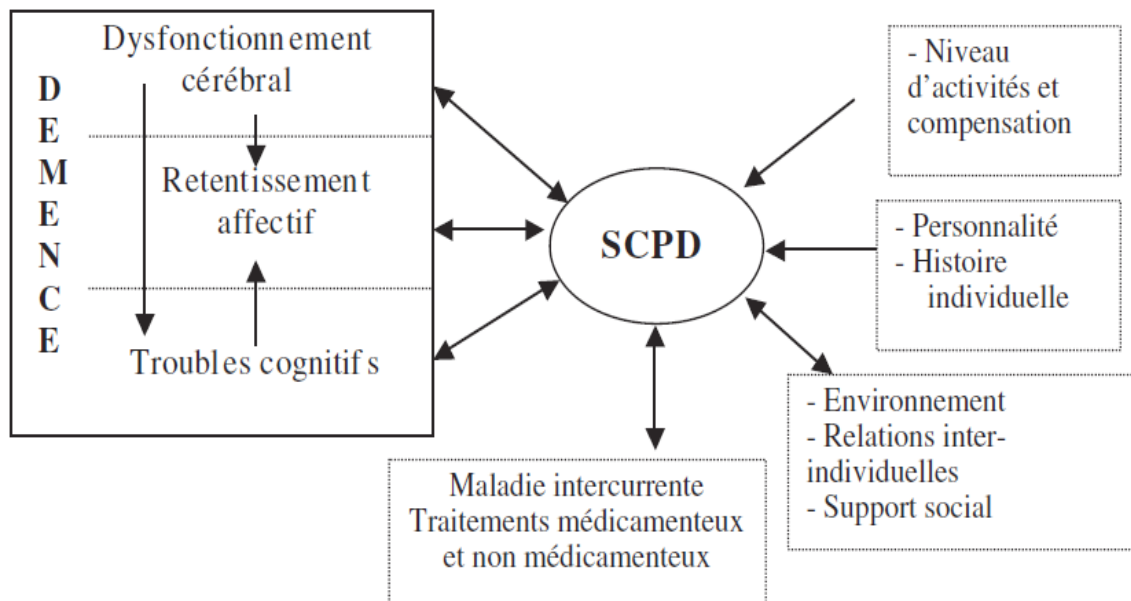 Dysfonctionnement
cérébral
DEMENCE
Retentissement
affectif
Troubles cognitifs
SCPD
- Niveau
d'activités et
compensation
- Personnalité
- Histoire
individuelle
- Environnement
- Relations inter-
individuelles
- Support social
Maladie intercurrente
Traitements médicamenteux
et non médicamenteux